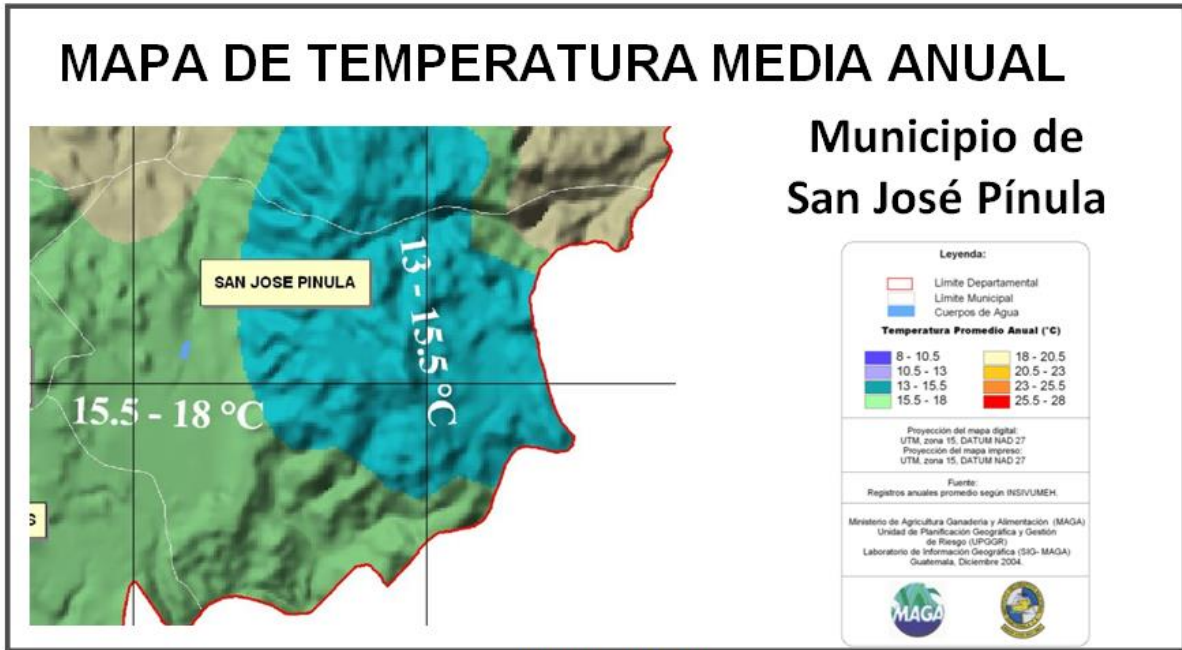 MAPA DE TEMPERATURA MEDIA ANUAL
Municipio de
San José Pínula
SAN JOSE PINULA
13 - 15.5 °C
15.5 - 18 °C
S
Leyenda:
Límite Departamental
Límite Municipal
Cuerpos de Agua
Temperatura Promedio Anual (°C)
8 - 10.5
10.5 - 13
13 - 15.5
15.5 - 18
18 - 20.5
20.5 - 23
23 - 25.5
25.5 - 28
Proyección del mapa digital:
UTM, zona 15, DATUM NAD 27
Proyección del mapa impreso:
UTM, zona 15, DATUM NAD 27
Fuente:
Registros anuales promedio según INSIVUMEH.
Ministerio de Agricultura Ganadería y Alimentación (MAGA)
Unidad de Planificación Geográfica y Gestión
de Riesgo (UPGGR)
Laboratorio de Información Geográfica (SIG- MAGA)
Guatemala, Diciembre 2004.
MAGA